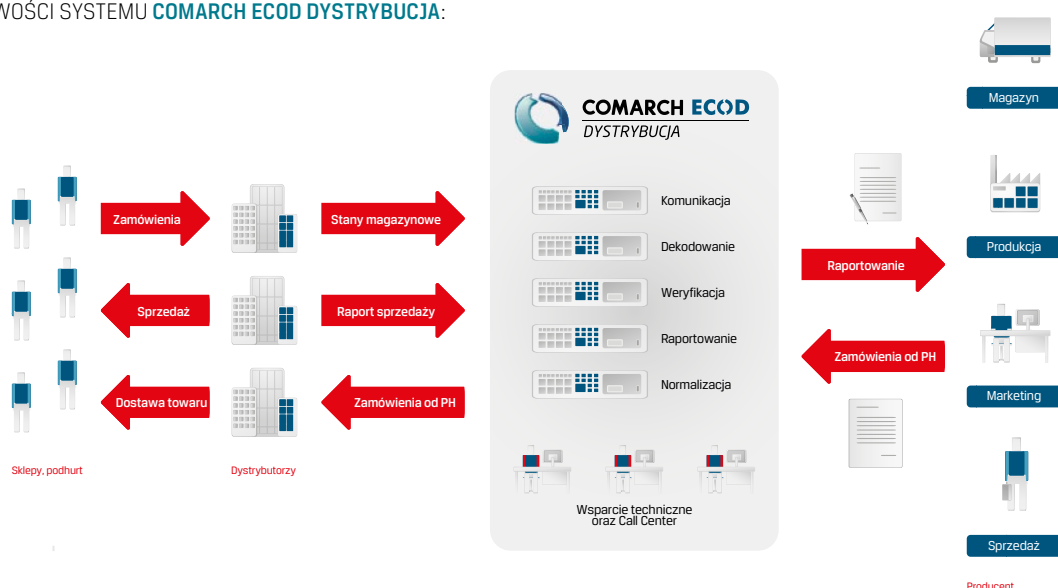 SYSTEMU COMARCH ECOD DYSTRYBUCJA:
COMARCH ECOD
DYSTRYBUCJA
Komunikacja
Dekodowanie
Weryfikacja
Raportowanie
Normalizacja
Wsparcie techniczne
oraz Call Center
Zamówienia
Stany magazynowe
Sprzedaż
Raport sprzedaży
Dostawa towaru
Zamówienia od PH
Sklepy, podhurt
Dystrybutorzy
Raportowanie
Zamówienia od PH
Magazyn
Produkcja
Marketing
Sprzedaż
Producent